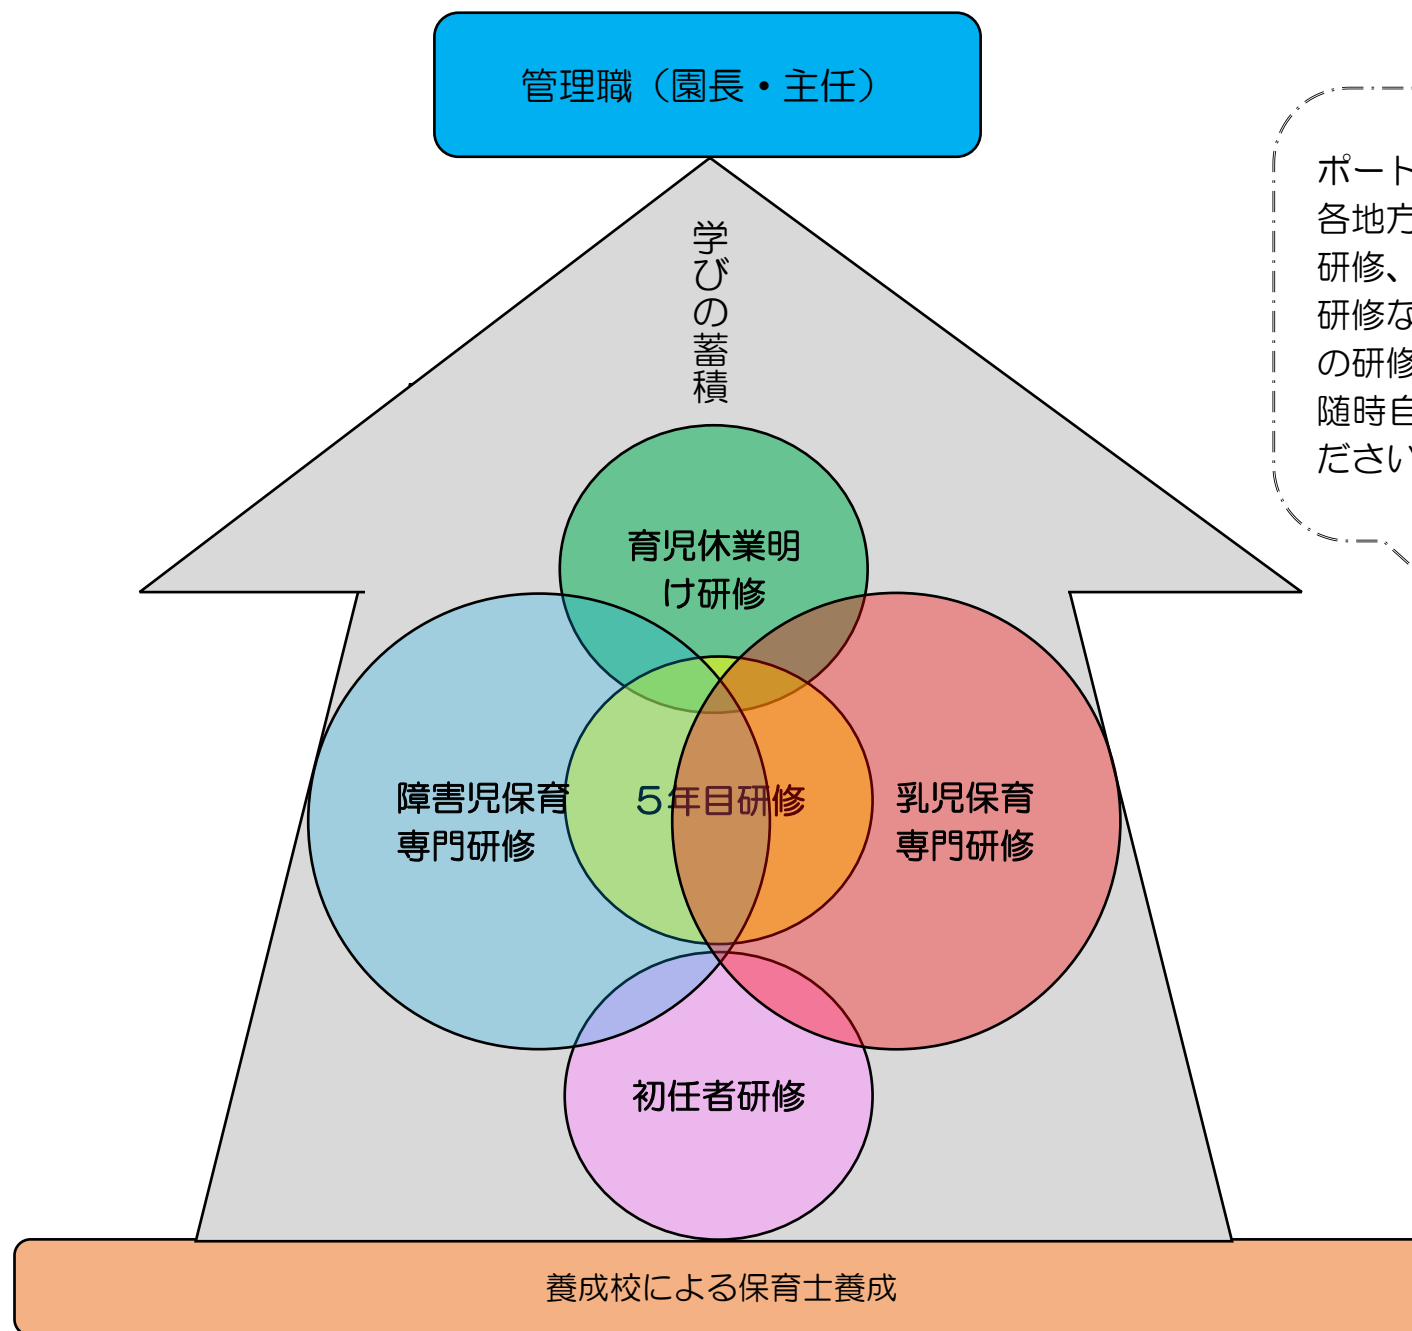 管理職（園長・主任）
学びの蓄積
ポート
各地方
研修、
研修な
の研修
随時自
ださい
育児休業明
け研修
障害児保育
専門研修
５年目研修
乳児保育
専門研修
初任者研修
養成校による保育士養成